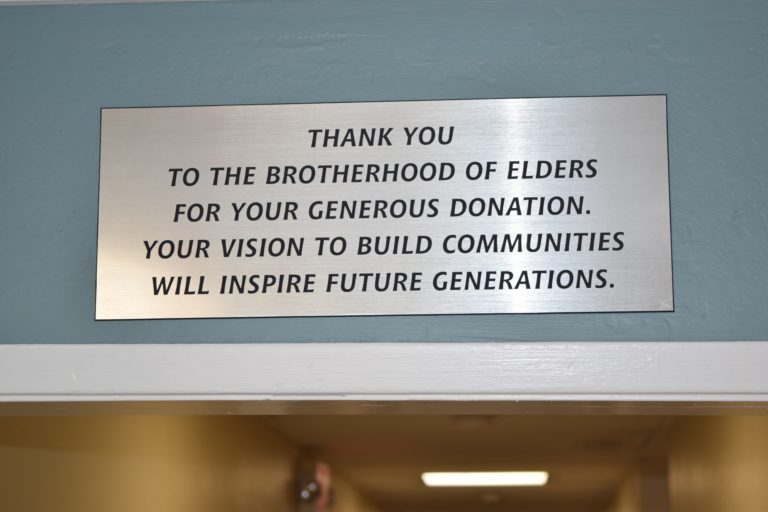 THANK YOU
TO THE BROTHERHOOD OF ELDERS
FOR YOUR GENEROUS DONATION.
YOUR VISION TO BUILD COMMUNITIES
WILL INSPIRE FUTURE GENERATIONS.